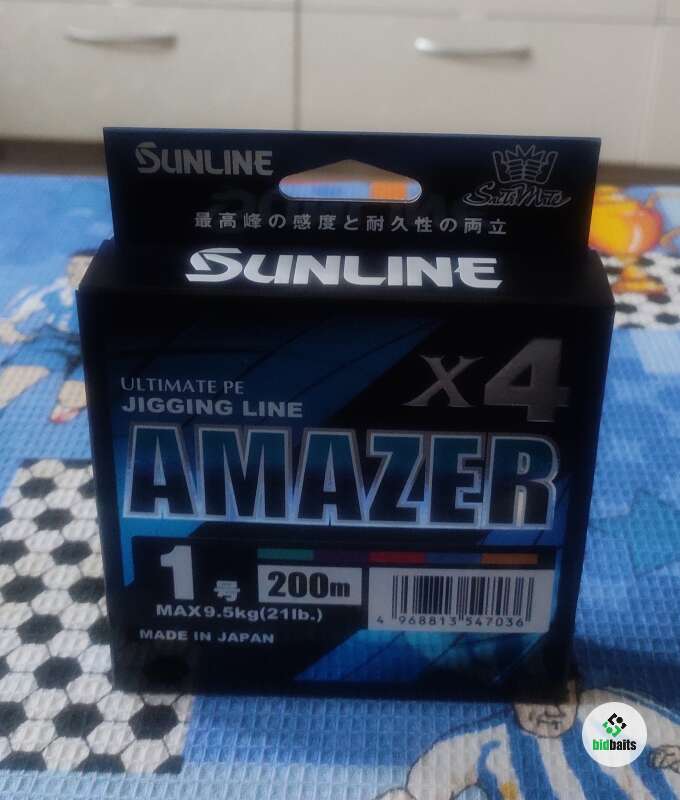 SUNLINE
SaltiMate
最高峰の感度と耐久性の両立
SUNLINE
X4
ULTIMATE PE
JIGGING LINE
AMAZER
1号
200m
MAX9.5kg(21lb.)
4 968813 547036
MADE IN JAPAN
bidbaits